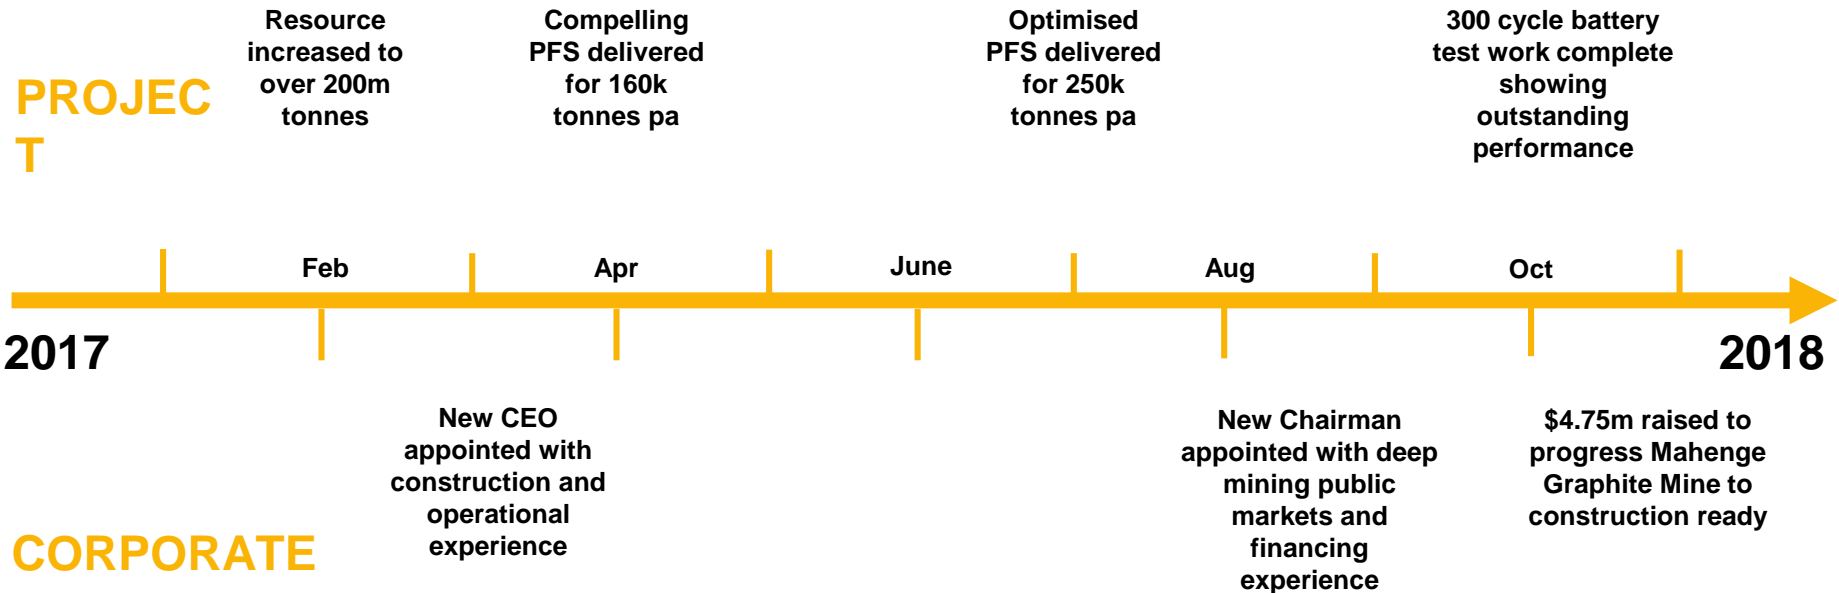 PROJEC
T
Resource
increased to
over 200m
tonnes
Compelling
PFS delivered
for 160k
tonnes pa
Optimised
PFS delivered
for 250k
tonnes pa
300 cycle battery
test work complete
showing
outstanding
performance
Feb
Apr
June
Aug
Oct
2017
2018
CORPORATE
New CEO
appointed with
construction and
operational
experience
New Chairman
appointed with deep
mining public
markets and
financing
experience
$4.75m raised to
progress Mahenge
Graphite Mine to
construction ready